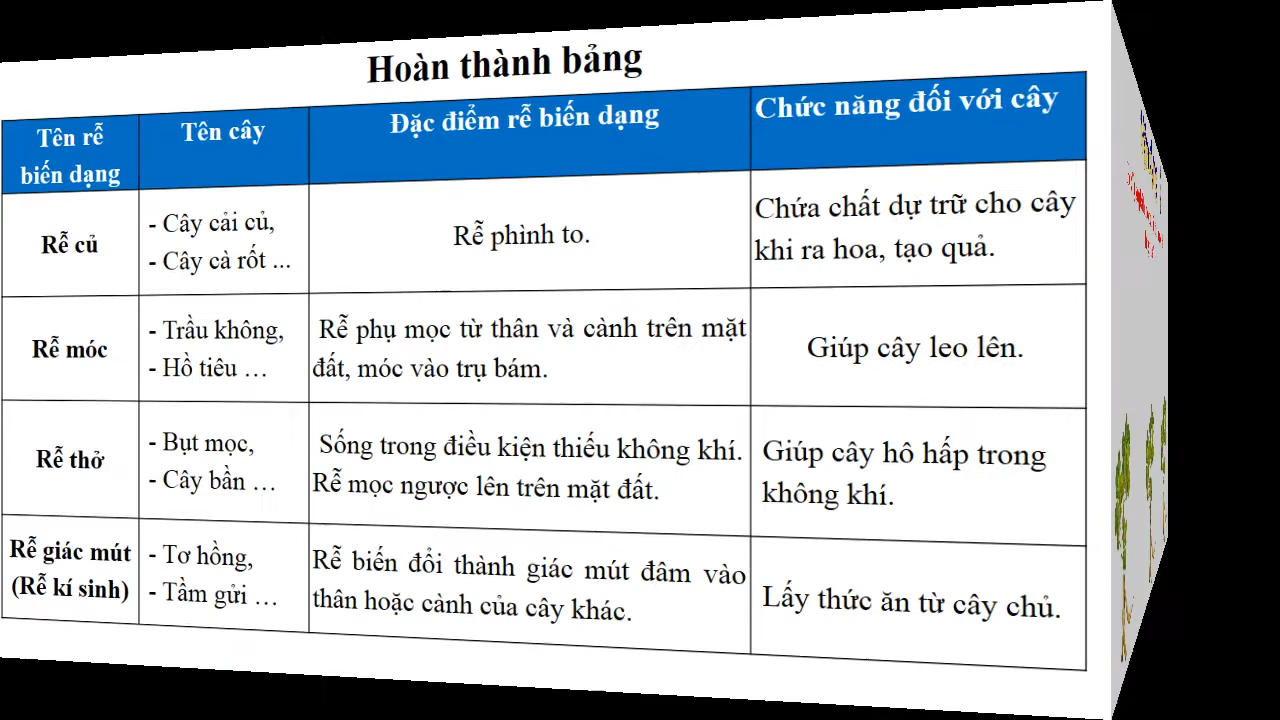 Hoàn thành bảng
Tên rễ
biến dạng
Tên cây
Đặc điểm rễ biến dạng
Chức năng đối với cây
Rễ củ
- Cây cải củ,
- Cây cà rốt ...
Rễ phình to.
Chứa chất dự trữ cho cây
khi ra hoa, tạo quả.
Rễ móc
- Trầu không,
- Hồ tiêu …
Rễ phụ mọc từ thân và cành trên mặt
đất, móc vào trụ bám.
Giúp cây leo lên.
Rễ thở
- Bụt mọc,
- Cây bần …
Sống trong điều kiện thiếu không khí.
Rễ mọc ngược lên trên mặt đất.
Giúp cây hô hấp trong
không khí.
Rễ giác mút
(Rễ kí sinh)
- Tơ hồng,
- Tầm gửi …
Rễ biến đổi thành giác mút đâm vào
thân hoặc cành của cây khác.
Lấy thức ăn từ cây chủ.